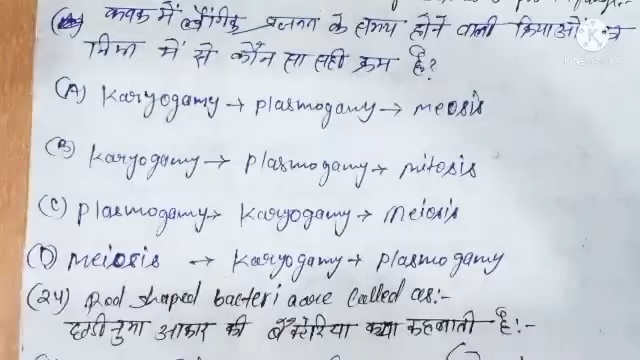 कवक में लैंगिक प्रजनन के समय होने वाली क्रियाओं
निम्न में से कौन सा सही क्रम है?
(A) Karyogamy → plasmogamy → meosis
(B) Karyogamy → plasmogamy → mitosis
(C) plasmogamy → Karyogamy → Meiosis
(D) meiosis → Karyogamy → plasmogamy
(24) Rod shaped bacteri aare Called as:-
दण्डीनुमा आकार की बैक्टेरिया क्या कहलाती है:-